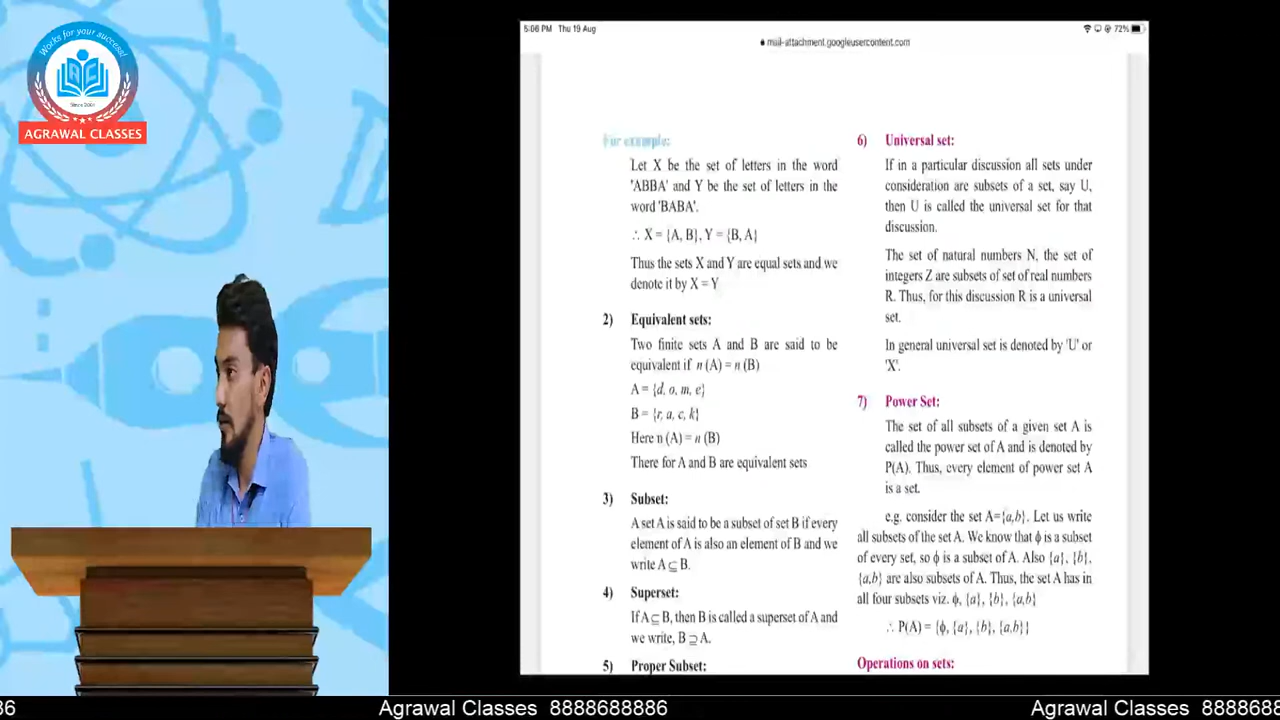 Works for your success!
AC
Since 2001
AGRAWAL CLASSES
5:06 PM Thu 19 Aug
mail-attachment.googleusercontent.com
72%
For example:
Let X be the set of letters in the word
'ABBA' and Y be the set of letters in the
word 'BABA'.
∴ X = {A, B}, Y = {B, A}
Thus the sets X and Y are equal sets and we
denote it by X = Y
2) Equivalent sets:
Two finite sets A and B are said to be
equivalent if n (A) = n (B)
A = {d, o, m, e}
B = {r, a, c, k}
Here n (A) = n (B)
There for A and B are equivalent sets
3) Subset:
A set A is said to be a subset of set B if every
element of A is also an element of B and we
write A ⊆ B.
4) Superset:
If A ⊆ B, then B is called a superset of A and
we write, B ⊇ A.
5) Proper Subset:
6) Universal set:
If in a particular discussion all sets under
consideration are subsets of a set, say U,
then U is called the universal set for that
discussion.
The set of natural numbers N, the set of
integers Z are subsets of set of real numbers
R. Thus, for this discussion R is a universal
set.
In general universal set is denoted by 'U' or
'X'.
7) Power Set:
The set of all subsets of a given set A is
called the power set of A and is denoted by
P(A). Thus, every element of power set A
is a set.
e.g. consider the set A={a,b}. Let us write
all subsets of the set A. We know that ϕ is a subset
of every set, so ϕ is a subset of A. Also {a}, {b},
{a,b} are also subsets of A. Thus, the set A has in
all four subsets viz. ϕ, {a}, {b}, {a,b}
∴ P(A) = {ϕ, {a}, {b}, {a,b}}
Operations on sets:
86 Agrawal Classes 8888688886 Agrawal Classes 8888688